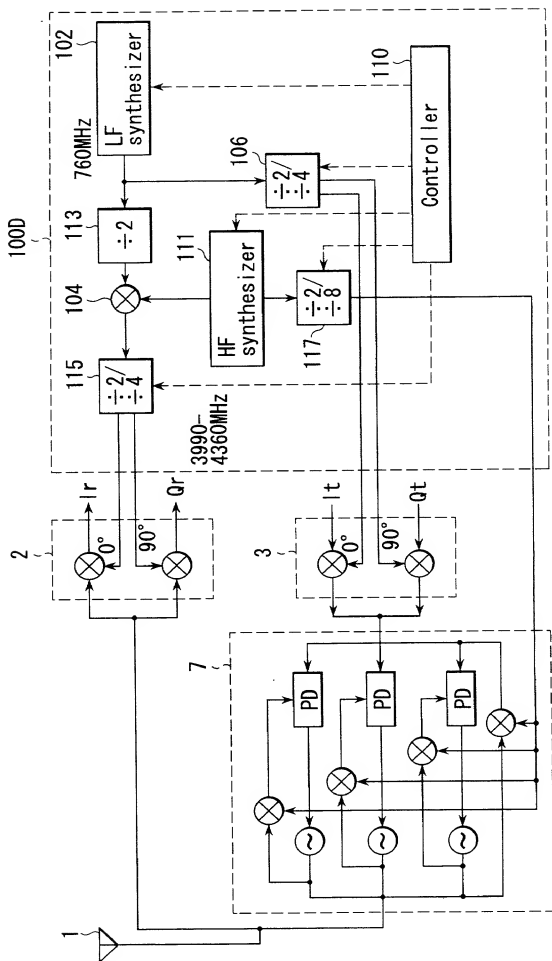 100D
102
LF
synthesizer
760MHz
113
÷2
104
115
÷2/
÷4
106
÷2/
÷4
111
HF
synthesizer
117
÷2/
÷8
110
Controller
3990-
4360MHz
2
Ir
0°
90°
Qr
3
It
0°
90°
Qt
7
PD
PD
PD
~
~
~
1